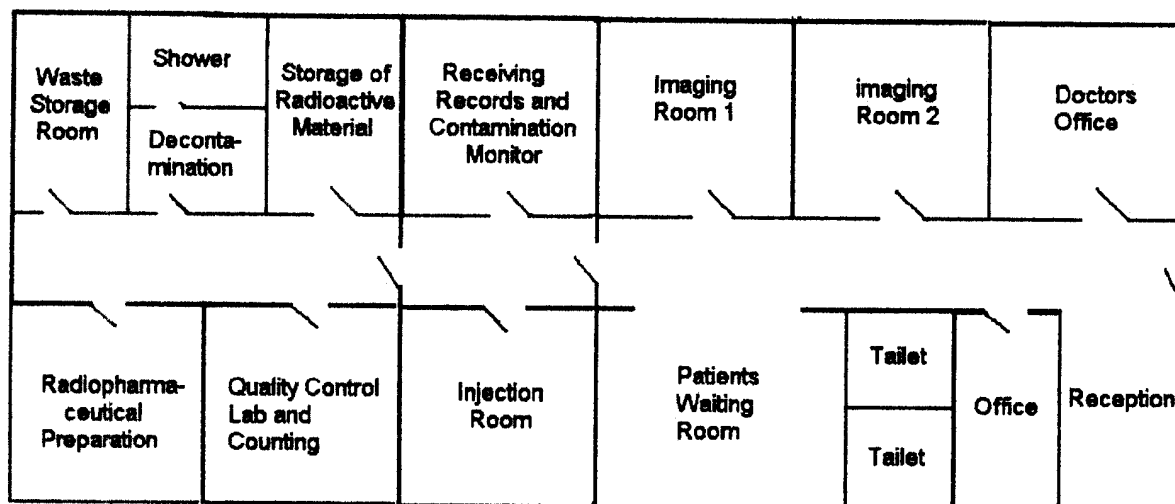 Waste
Storage
Room
Shower
Deconta-
mination
Storage of
Radioactive
Material
Receiving
Records and
Contamination
Monitor
Imaging
Room 1
imaging
Room 2
Doctors
Office
Radiopharma-
ceutical
Preparation
Quality Control
Lab and
Counting
Injection
Room
Patients
Waiting
Room
Tailet
Tailet
Office
Reception